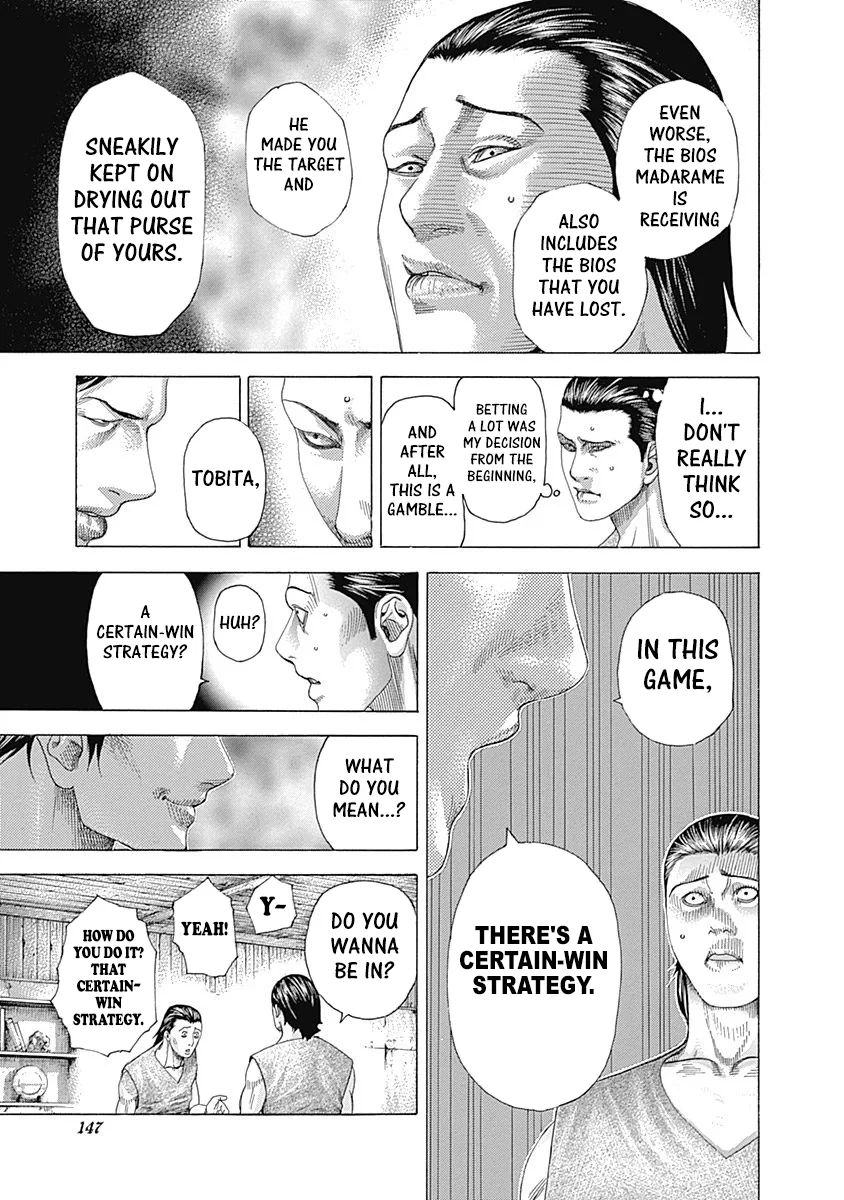 EVEN
WORSE,
THE BIOS
MADARAME
IS
RECEIVING
ALSO
INCLUDES
THE BIOS
THAT YOU
HAVE LOST.
HE
MADE YOU
THE TARGET
AND
SNEAKILY
KEPT ON
DRYING OUT
THAT PURSE
OF YOURS.
I...
DON'T
REALLY
THINK
SO...
BETTING
A LOT WAS
MY DECISION
FROM THE
BEGINNING,
AND
AFTER
ALL,
THIS IS A
GAMBLE...
TOBITA,
IN THIS
GAME,
THERE'S A
CERTAIN-WIN
STRATEGY.
HUH?
A
CERTAIN-WIN
STRATEGY?
WHAT
DO YOU
MEAN...?
DO YOU
WANNA
BE IN?
Y-
YEAH!
HOW DO
YOU DO IT?
THAT
CERTAIN-
WIN
STRATEGY.
147